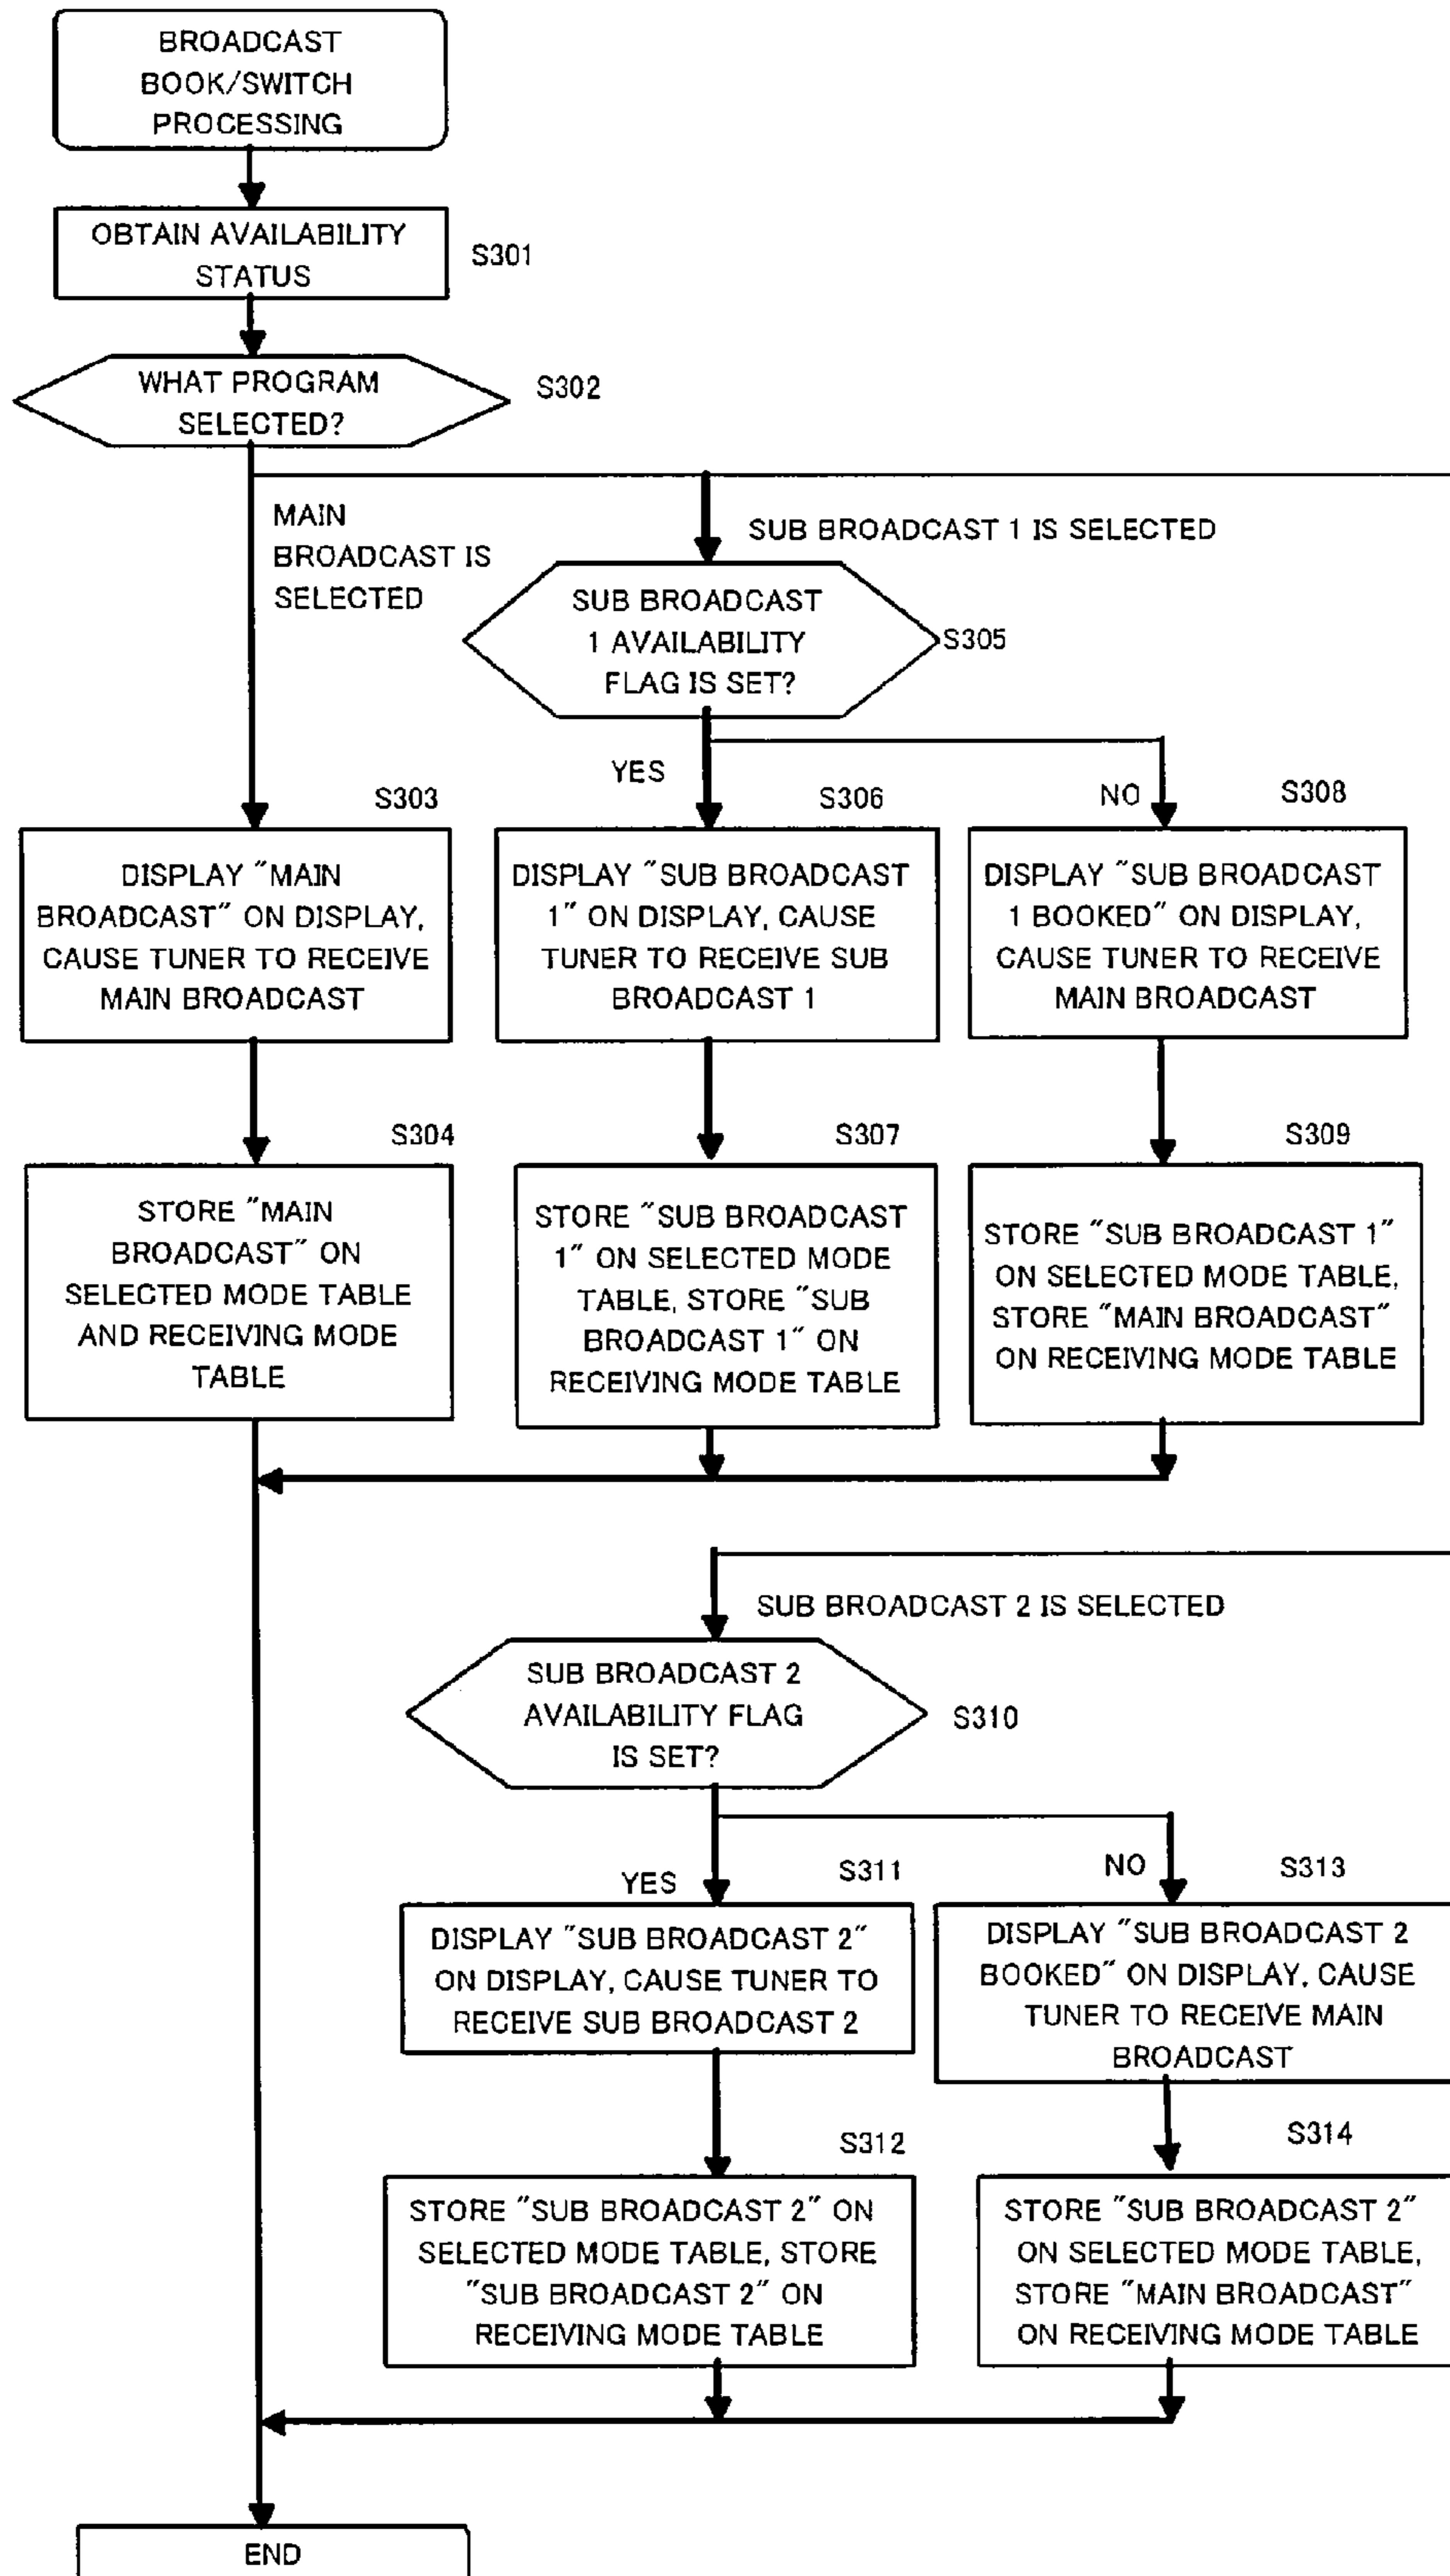 BROADCAST
BOOK/SWITCH
PROCESSING
OBTAIN AVAILABILITY
STATUS
S301
WHAT PROGRAM
SELECTED?
S302
MAIN
BROADCAST IS
SELECTED
SUB BROADCAST 1 IS SELECTED
SUB BROADCAST
1 AVAILABILITY
FLAG IS SET?
S305
YES
NO
S303
DISPLAY "MAIN
BROADCAST" ON DISPLAY,
CAUSE TUNER TO RECEIVE
MAIN BROADCAST
S306
DISPLAY "SUB BROADCAST
1" ON DISPLAY, CAUSE
TUNER TO RECEIVE SUB
BROADCAST 1
S308
DISPLAY "SUB BROADCAST
1 BOOKED" ON DISPLAY,
CAUSE TUNER TO RECEIVE
MAIN BROADCAST
S304
STORE "MAIN
BROADCAST" ON
SELECTED MODE TABLE
AND RECEIVING MODE
TABLE
S307
STORE "SUB BROADCAST
1" ON SELECTED MODE
TABLE, STORE "SUB
BROADCAST 1" ON
RECEIVING MODE TABLE
S309
STORE "SUB BROADCAST 1"
ON SELECTED MODE TABLE,
STORE "MAIN BROADCAST"
ON RECEIVING MODE TABLE
SUB BROADCAST 2 IS SELECTED
SUB BROADCAST 2
AVAILABILITY FLAG
IS SET?
S310
YES
NO
S311
DISPLAY "SUB BROADCAST 2"
ON DISPLAY, CAUSE TUNER TO
RECEIVE SUB BROADCAST 2
S313
DISPLAY "SUB BROADCAST 2
BOOKED" ON DISPLAY, CAUSE
TUNER TO RECEIVE MAIN
BROADCAST
S312
STORE "SUB BROADCAST 2" ON
SELECTED MODE TABLE, STORE
"SUB BROADCAST 2" ON
RECEIVING MODE TABLE
S314
STORE "SUB BROADCAST 2"
ON SELECTED MODE TABLE,
STORE "MAIN BROADCAST"
ON RECEIVING MODE TABLE
END